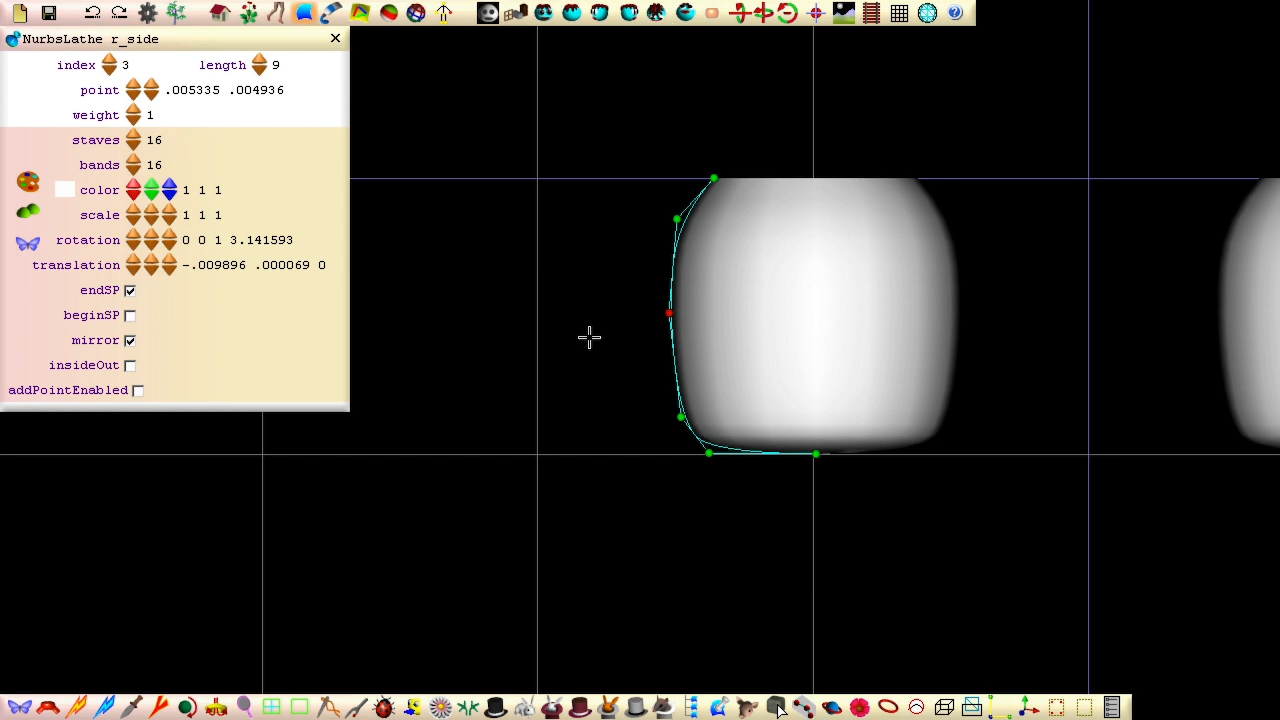 NurbsLathe r_side
index 3 length 9
point .005335 .004936
weight 1
staves 16
bands 16
color 1 1 1
scale 1 1 1
rotation 0 0 1 3.141593
translation -.009896 .000069 0
endSP
beginSP
mirror
insideOut
addPointEnabled